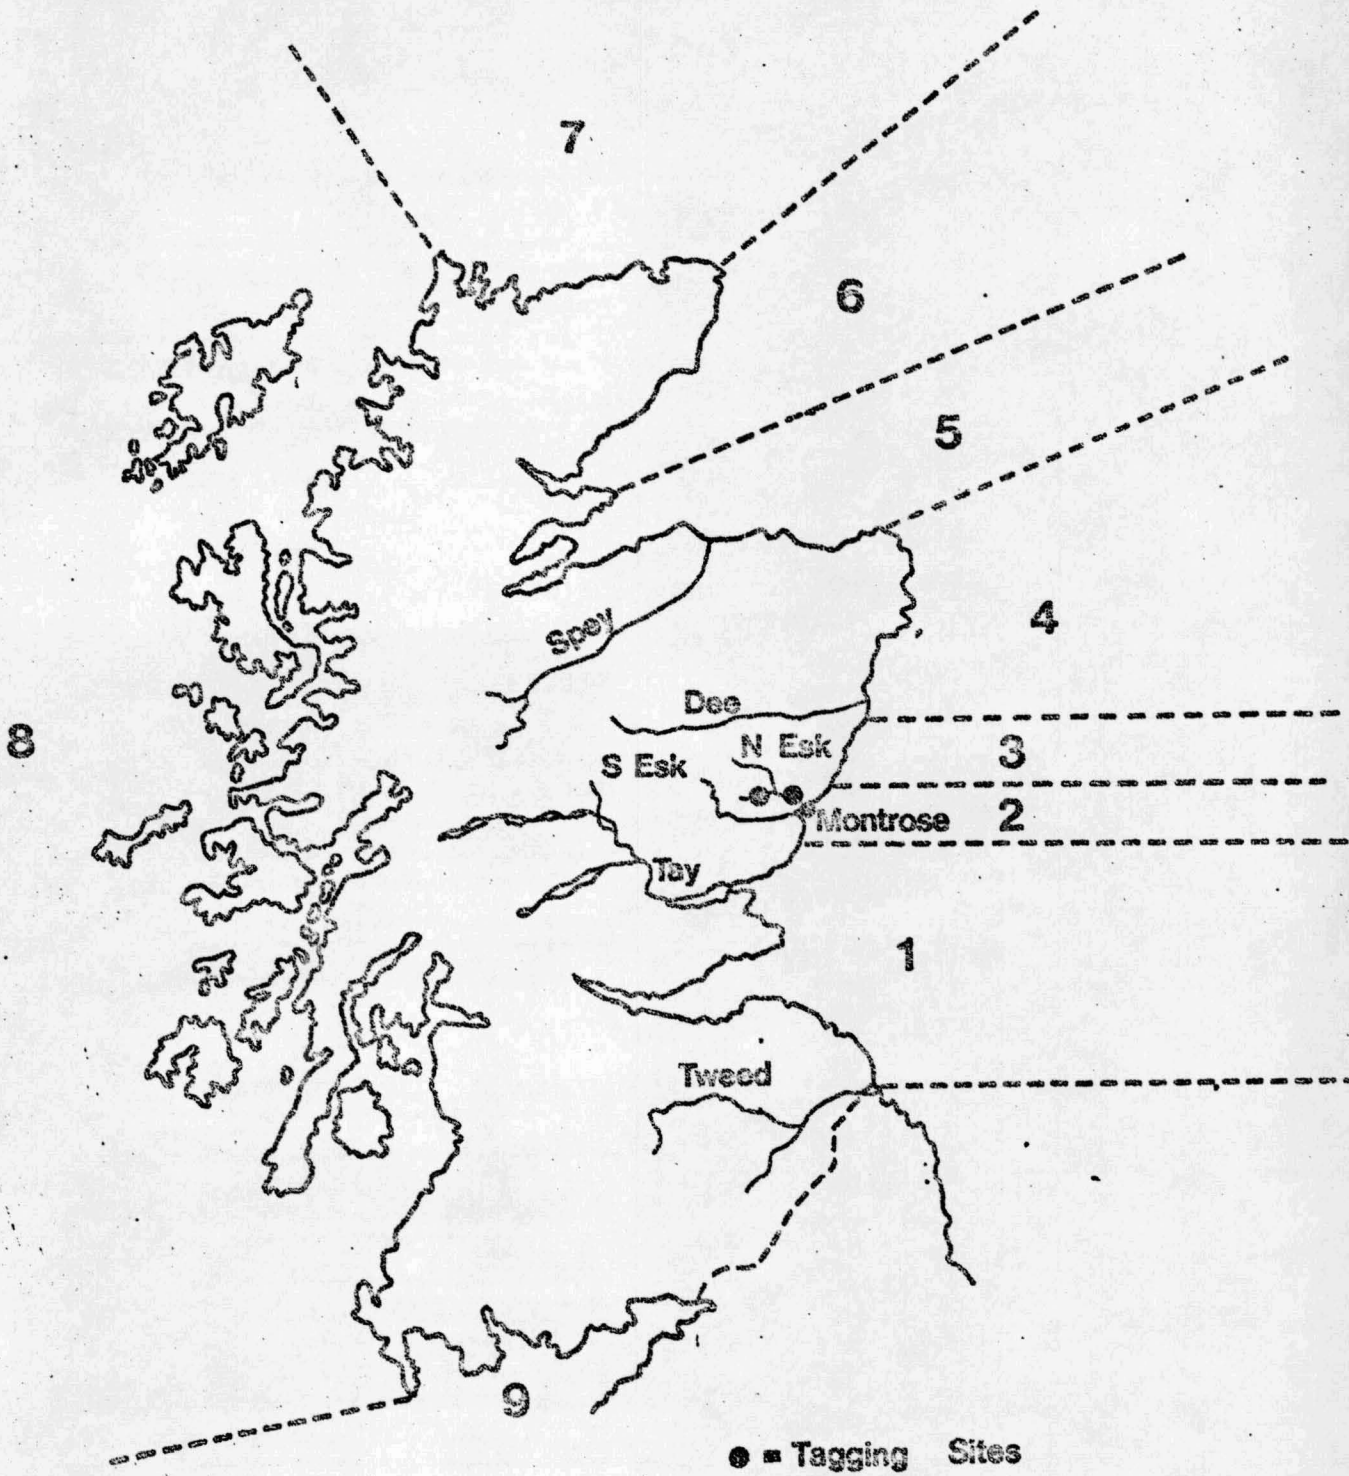 7
6
5
Spey
4
Dee
8
N Esk
3
S Esk
Montrose
2
Tay
1
Tweed
9
● = Tagging Sites